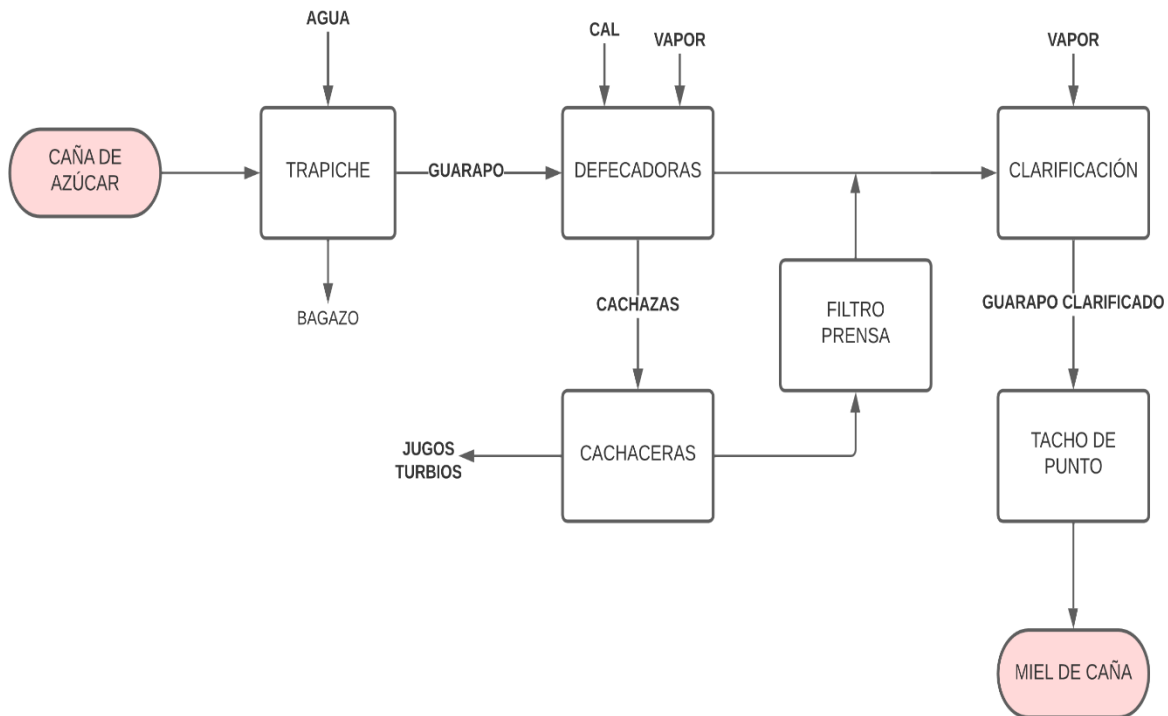 AGUA
CAL
VAPOR
VAPOR
CAÑA DE
AZÚCAR
TRAPICHE
GUARAPO
DEFECADORAS
CLARIFICACIÓN
BAGAZO
CACHAZAS
FILTRO
PRENSA
GUARAPO CLARIFICADO
JUGOS
TURBIOS
CACHACERAS
TACHO DE
PUNTO
MIEL DE CAÑA